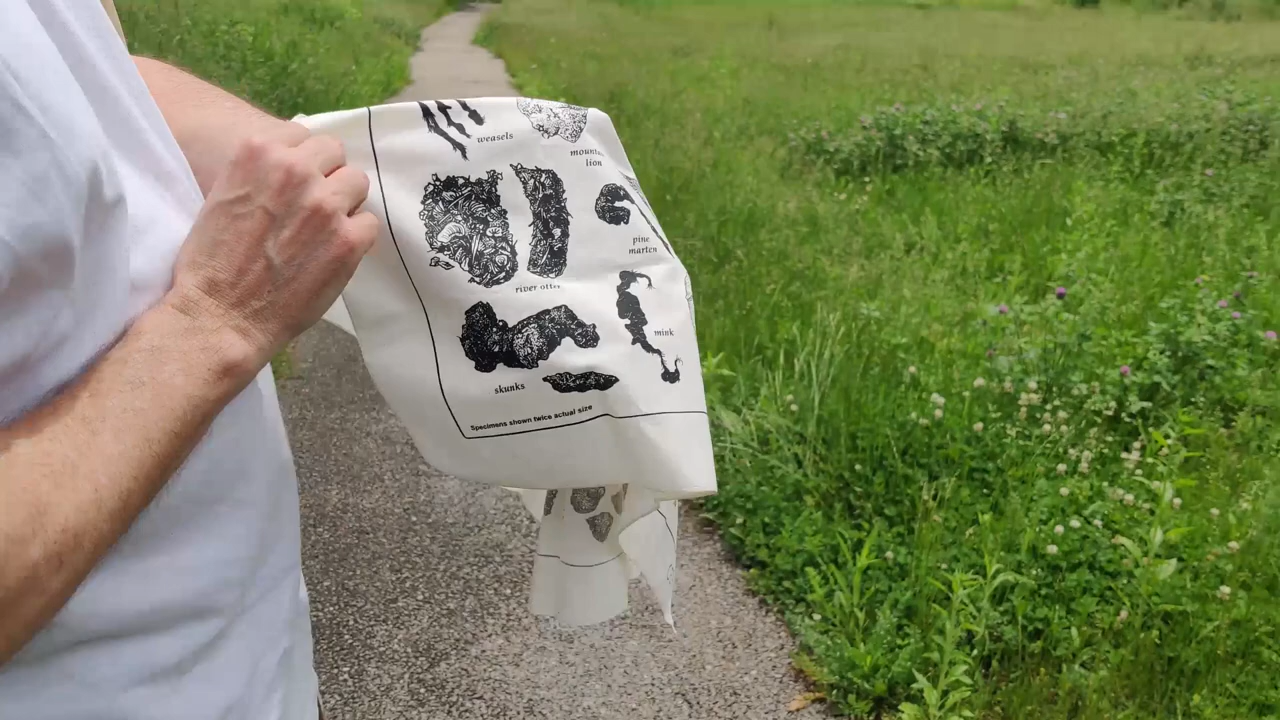 weasels
mountain
lion
pine
marten
river otter
mink
skunks
Specimens shown twice actual size